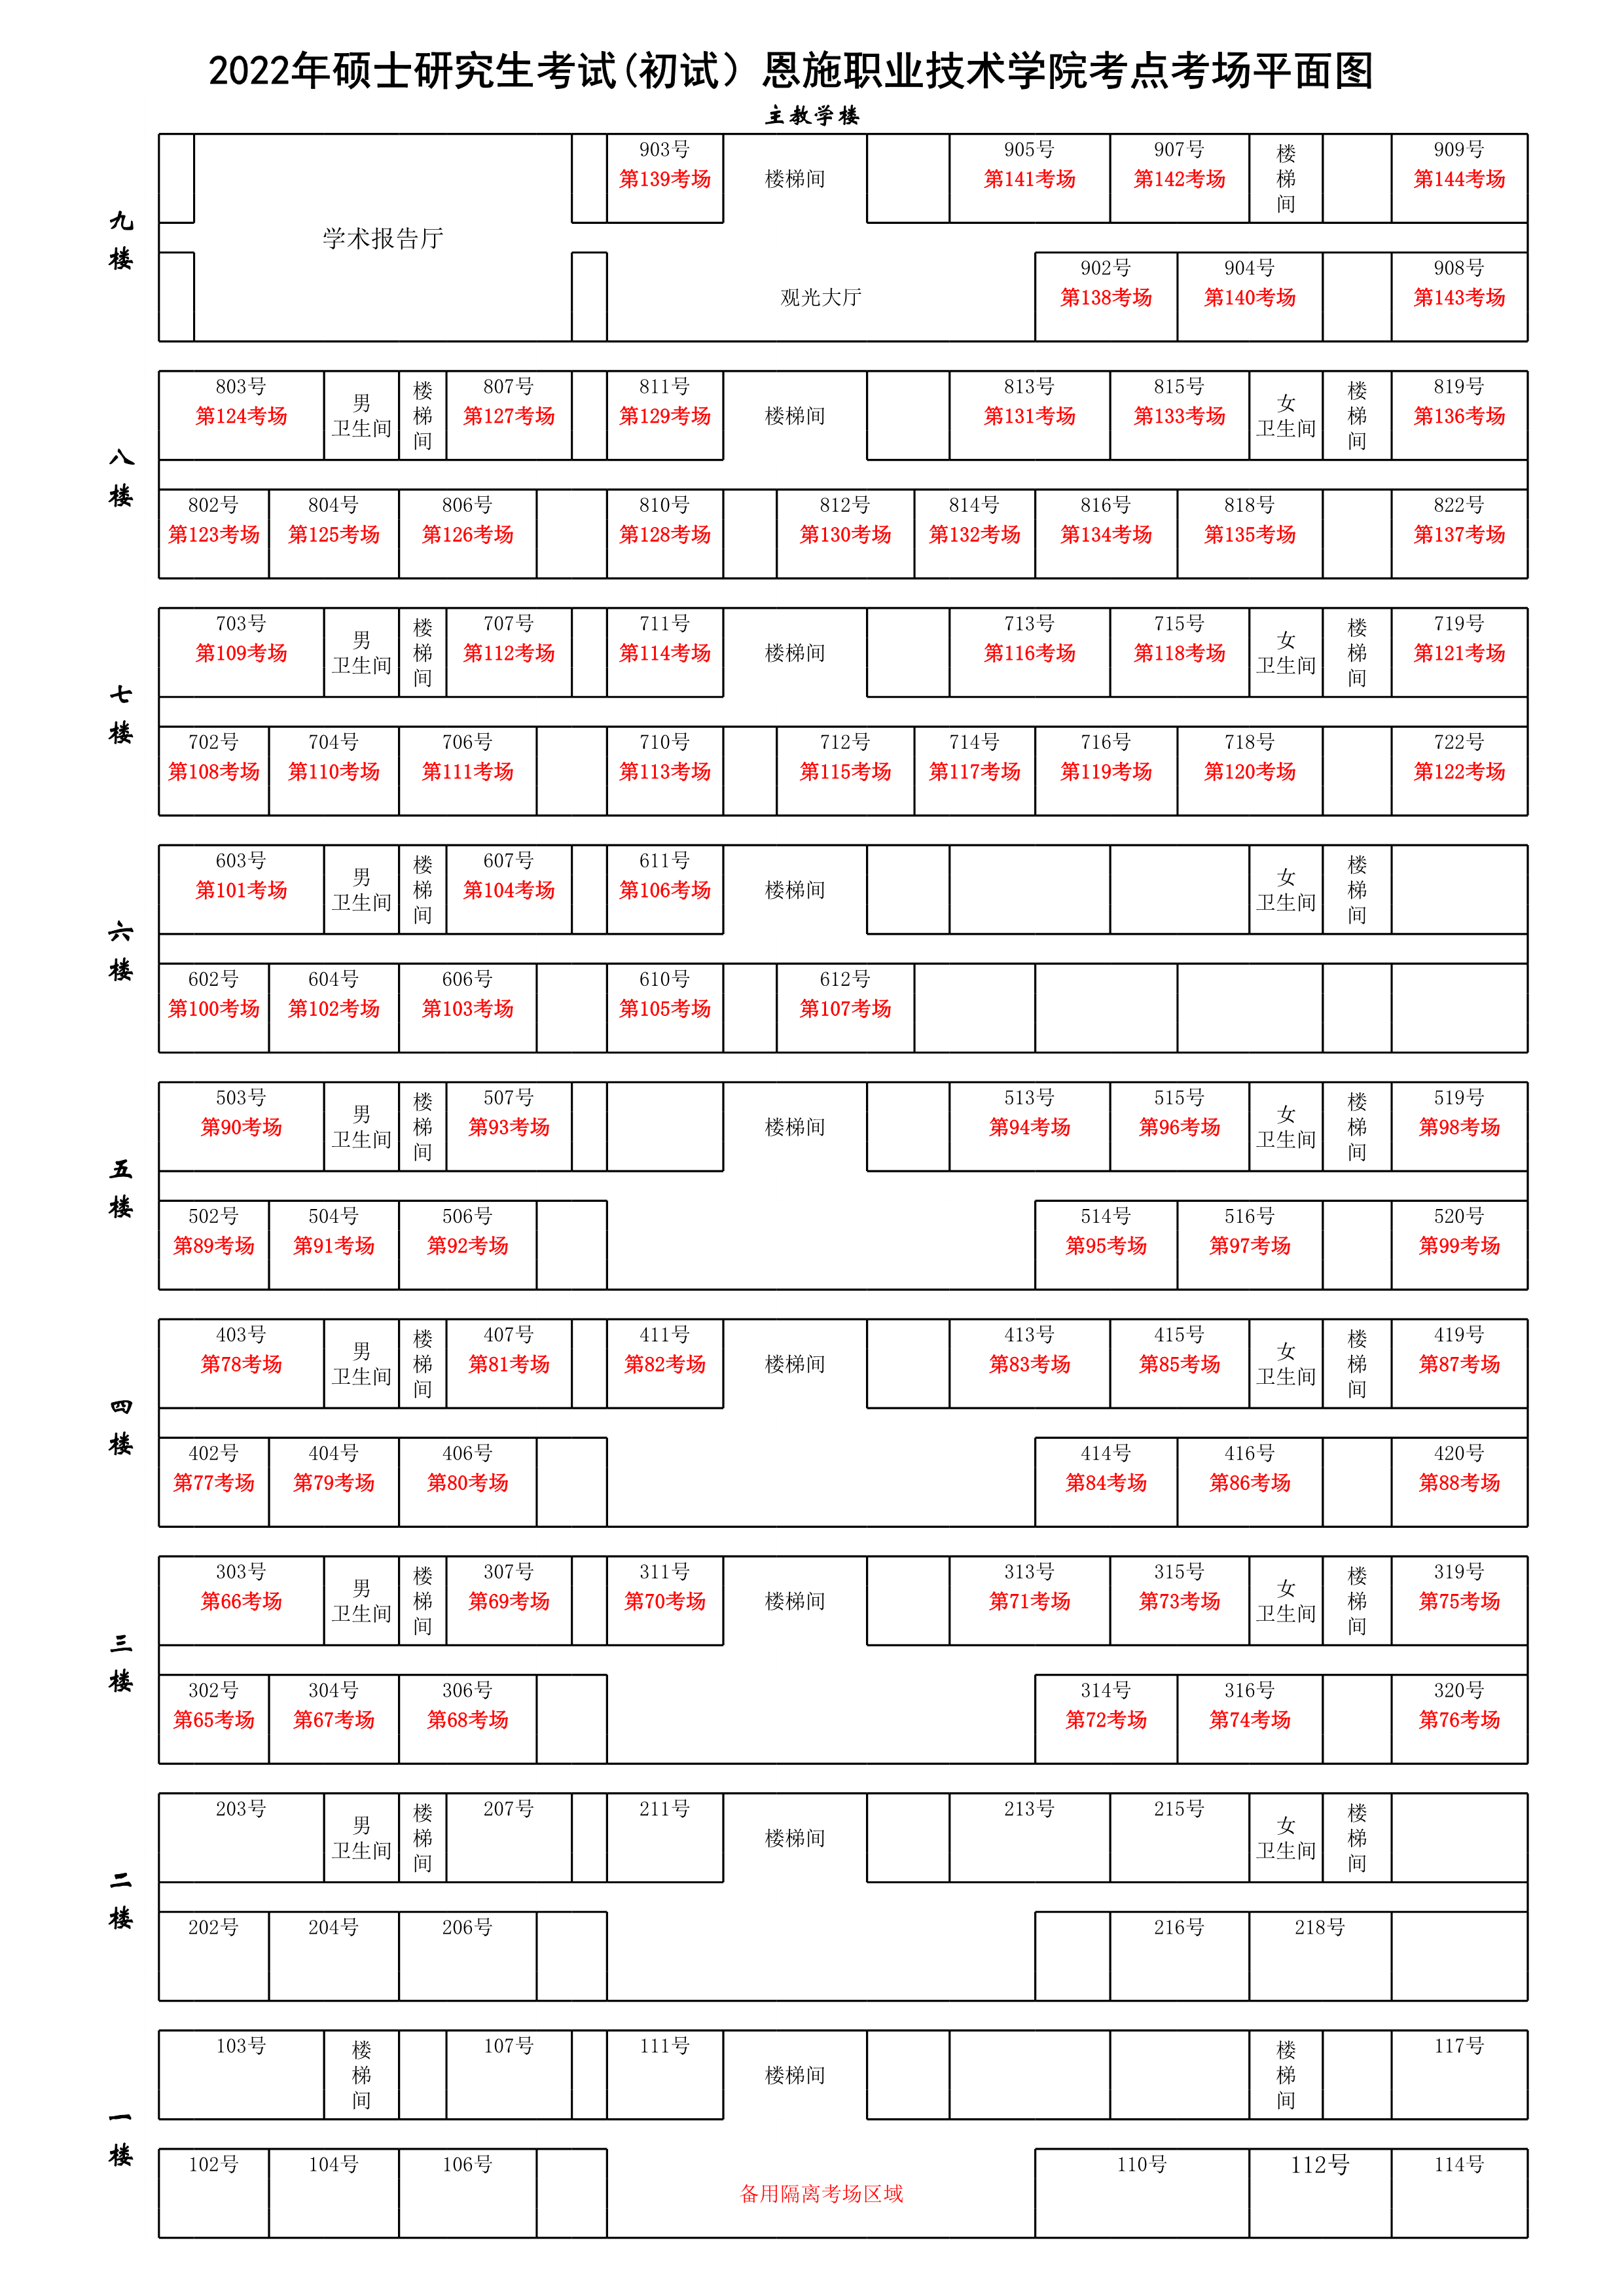 2022年硕士研究生考试(初试）恩施职业技术学院考点考场平面图
主教学楼
九楼
903号 905号 907号 909号
第139考场 楼梯间 第141考场 第142考场 楼梯间 第144考场
学术报告厅
902号 904号 908号
观光大厅 第138考场 第140考场 第143考场
八楼
803号 807号 811号 813号 815号 819号
第124考场 男卫生间 楼梯间 第127考场 第129考场 楼梯间 第131考场 第133考场 女卫生间 楼梯间 第136考场
802号 804号 806号 810号 812号 814号 816号 818号 822号
第123考场 第125考场 第126考场 第128考场 第130考场 第132考场 第134考场 第135考场 第137考场
七楼
703号 707号 711号 713号 715号 719号
第109考场 男卫生间 楼梯间 第112考场 第114考场 楼梯间 第116考场 第118考场 女卫生间 楼梯间 第121考场
702号 704号 706号 710号 712号 714号 716号 718号 722号
第108考场 第110考场 第111考场 第113考场 第115考场 第117考场 第119考场 第120考场 第122考场
六楼
603号 607号 611号
第101考场 男卫生间 楼梯间 第104考场 第106考场 楼梯间 女卫生间 楼梯间
602号 604号 606号 610号 612号
第100考场 第102考场 第103考场 第105考场 第107考场
五楼
503号 507号 513号 515号 519号
第90考场 男卫生间 楼梯间 第93考场 楼梯间 第94考场 第96考场 女卫生间 楼梯间 第98考场
502号 504号 506号 514号 516号 520号
第89考场 第91考场 第92考场 第95考场 第97考场 第99考场
四楼
403号 407号 411号 413号 415号 419号
第78考场 男卫生间 楼梯间 第81考场 第82考场 楼梯间 第83考场 第85考场 女卫生间 楼梯间 第87考场
402号 404号 406号 414号 416号 420号
第77考场 第79考场 第80考场 第84考场 第86考场 第88考场
三楼
303号 307号 311号 313号 315号 319号
第66考场 男卫生间 楼梯间 第69考场 第70考场 楼梯间 第71考场 第73考场 女卫生间 楼梯间 第75考场
302号 304号 306号 314号 316号 320号
第65考场 第67考场 第68考场 第72考场 第74考场 第76考场
二楼
203号 207号 211号 213号 215号
男卫生间 楼梯间 楼梯间 女卫生间 楼梯间
202号 204号 206号 216号 218号
一楼
103号 107号 111号 117号
楼梯间 楼梯间 楼梯间
102号 104号 106号 110号 112号 114号
备用隔离考场区域